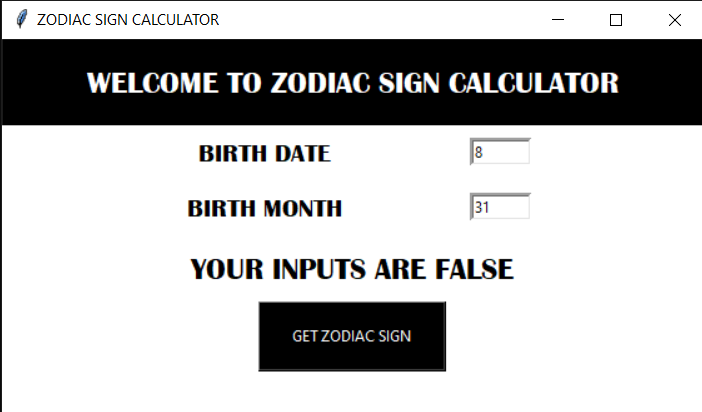 ZODIAC SIGN CALCULATOR
WELCOME TO ZODIAC SIGN CALCULATOR
BIRTH DATE 8
BIRTH MONTH 31
YOUR INPUTS ARE FALSE
GET ZODIAC SIGN